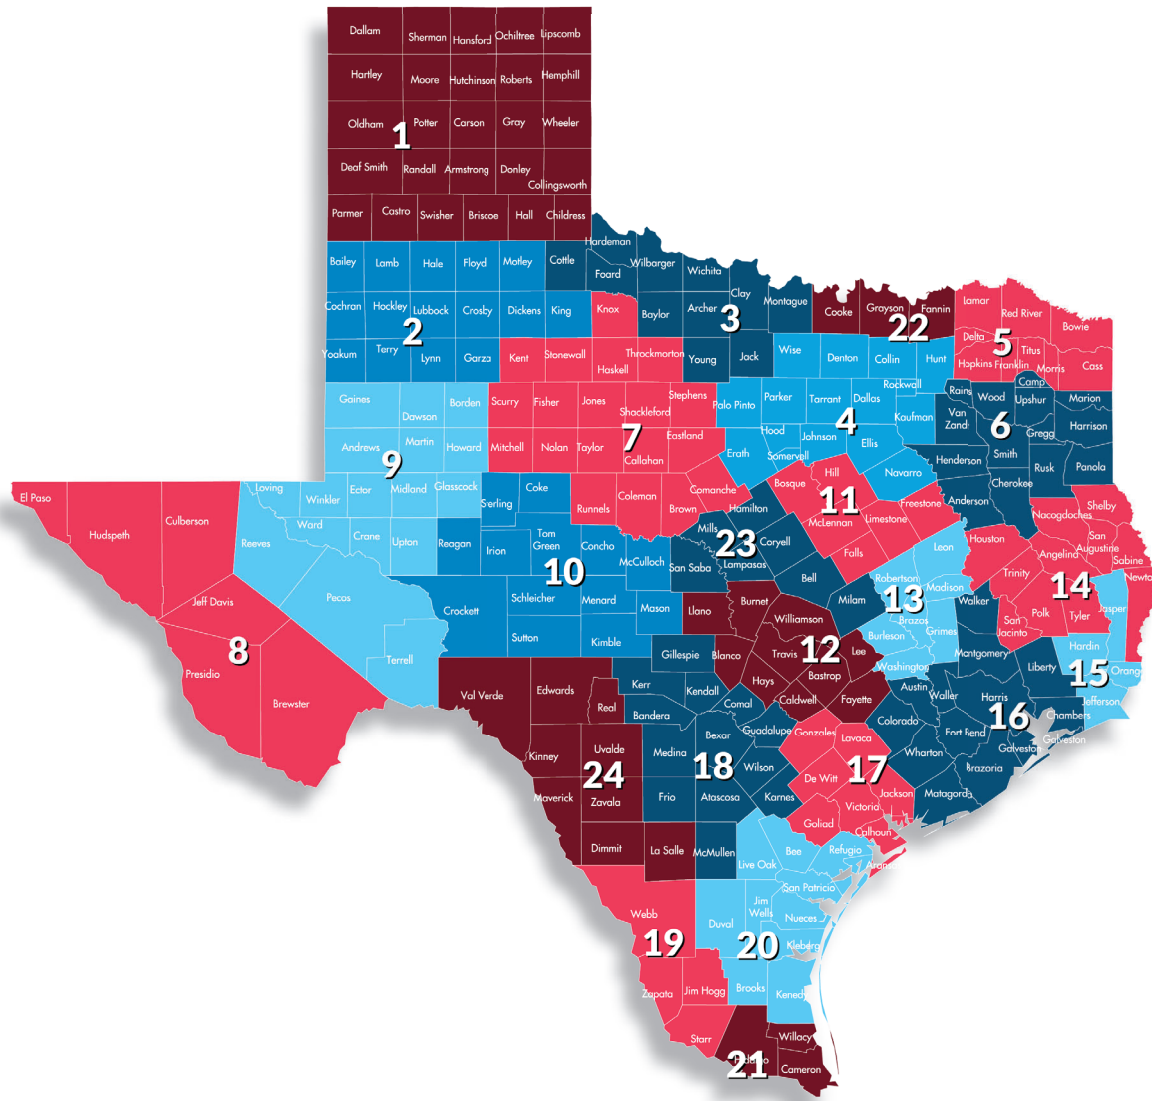 Dallam
Sherman
Hansford
Ochiltree
Lipscomb
Hartley
Moore
Hutchinson
Roberts
Hemphill
Oldham
1
Potter
Carson
Gray
Wheeler
Deaf Smith
Randall
Armstrong
Donley
Collingsworth
Parmer
Castro
Swisher
Briscoe
Hall
Childress
Bailey
Lamb
Hale
Floyd
Motley
Cottle
Hardeman
Foard
Wilbarger
Wichita
Cochran
Hockley
Lubbock
Crosby
Dickens
King
Knox
Baylor
Archer
Clay
Montague
Cooke
Grayson
Fannin
Lamar
Red River
Bowie
2
3
22
5
Yoakum
Terry
Lynn
Garza
Kent
Stonewall
Haskell
Throckmorton
Young
Jack
Wise
Denton
Collin
Hunt
Delta
Hopkins
Franklin
Titus
Morris
Cass
Gaines
Dawson
Borden
Scurry
Fisher
Jones
Shackleford
Stephens
Palo Pinto
Parker
Tarrant
Dallas
Rockwall
Kaufman
Rains
Wood
Camp
Upshur
Marion
Van
Zand
Gregg
Harrison
4
6
7
9
Andrews
Martin
Howard
Mitchell
Nolan
Taylor
Callahan
Eastland
Erath
Hood
Somervell
Johnson
Ellis
Navarro
Henderson
Smith
Rusk
Panola
Cherokee
Anderson
El Paso
Hudspeth
Culberson
Loving
Winkler
Ector
Midland
Glasscock
Serling
Coke
Runnels
Coleman
Brown
Comanche
Hamilton
Bosque
Hill
11
McLennan
Limestone
Freestone
Falls
Nacogdoches
Shelby
San
Augustine
Sabine
Newto
Houston
Angelina
Trinity
14
Polk
Tyler
Jasper
San
Jacinto
Reeves
Ward
Crane
Upton
Reagan
Irion
Tom
Green
Concho
McCulloch
10
San Saba
Mills
23
Lampasas
Coryell
Bell
Milam
Leon
Robertson
Madison
13
Brazos
Burleson
Grimes
Washington
Walker
Jeff Davis
8
Presidio
Brewster
Pecos
Terrell
Crockett
Schleicher
Menard
Mason
Sutton
Kimble
Llano
Burnet
Williamson
Travis
12
Lee
Bastrop
Blanco
Hays
Caldwell
Fayette
Gillespie
Kerr
Kendall
Comal
Bandera
Montgomery
Liberty
Hardin
15
Orang
Jefferson
Austin
Waller
Harris
16
Chambers
Colorado
Fort Bend
Galveston
Galveston
Wharton
Brazoria
Matagord
Val Verde
Edwards
Real
Kinney
Uvalde
24
Maverick
Zavala
Dimmit
La Salle
Medina
Bexar
Guadalupe
18
Wilson
Frio
Atascosa
Karnes
McMullen
Gonzales
Lavaca
De Witt
17
Jackson
Victoria
Goliad
Calhoun
Live Oak
Bee
Refugio
San Patricio
Webb
19
Duval
Jim
Wells
Nueces
20
Kleberg
Zapata
Jim Hogg
Brooks
Kenedy
Starr
21
Willacy
Cameron